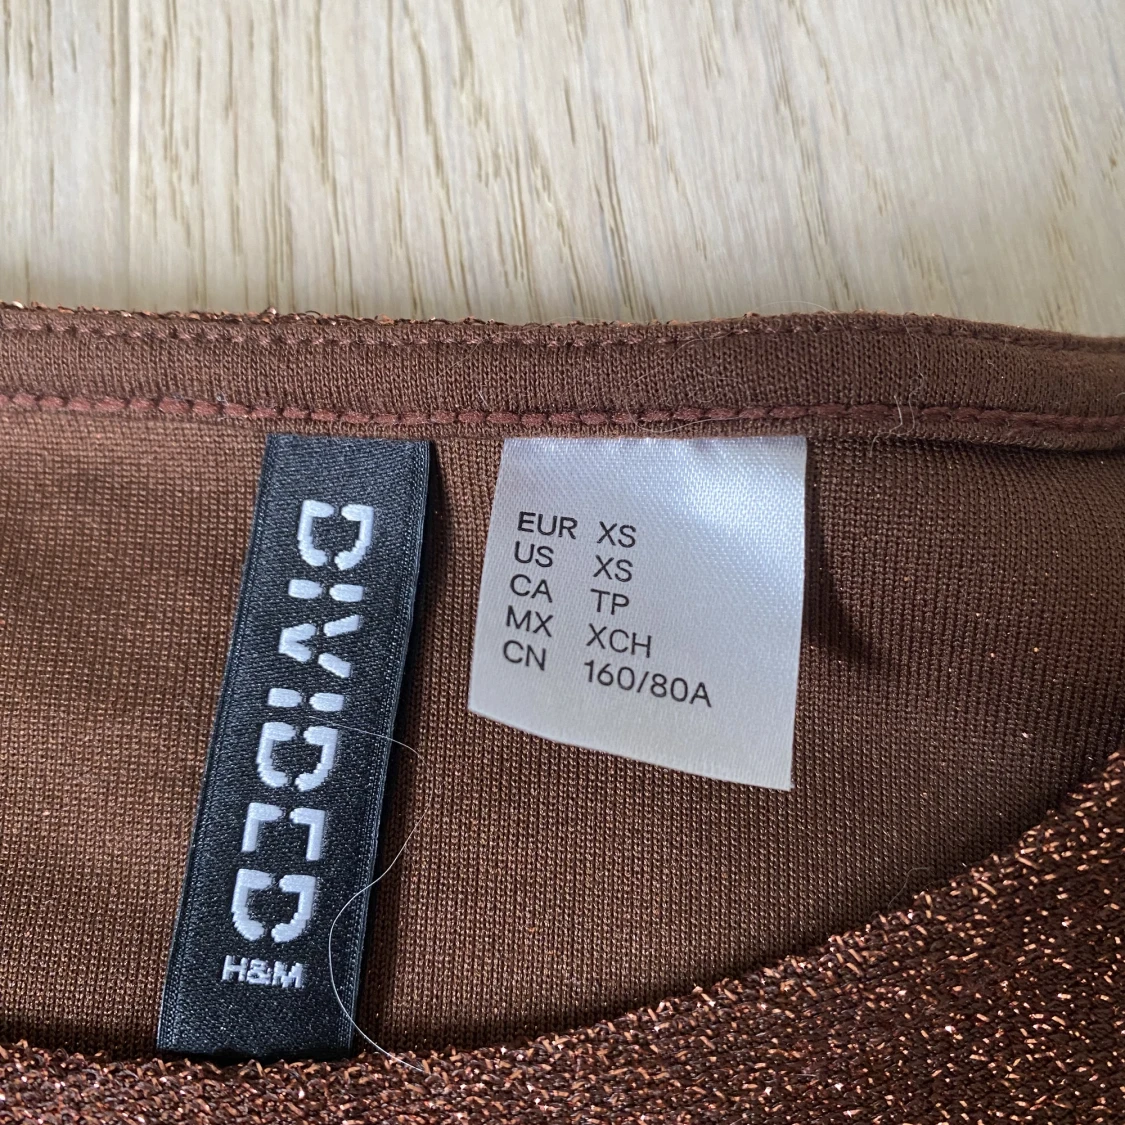 DIVIDED
H&M
EUR XS
US XS
CA TP
MX XCH
CN 160/80A